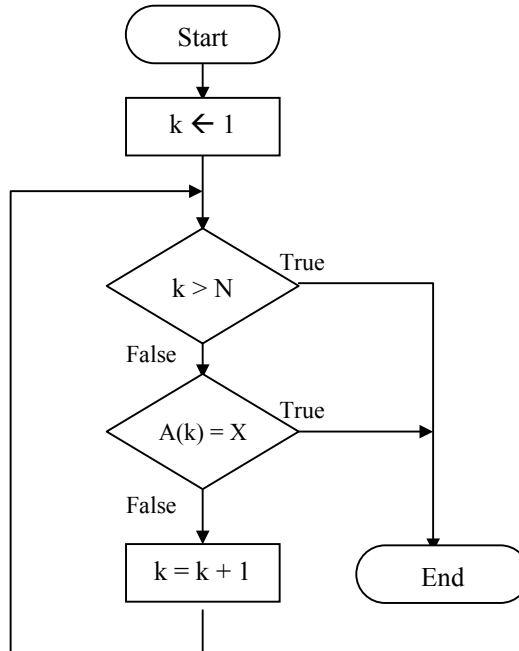 Start
k ← 1
True
k > N
False
True
A(k) = X
False
k = k + 1
End